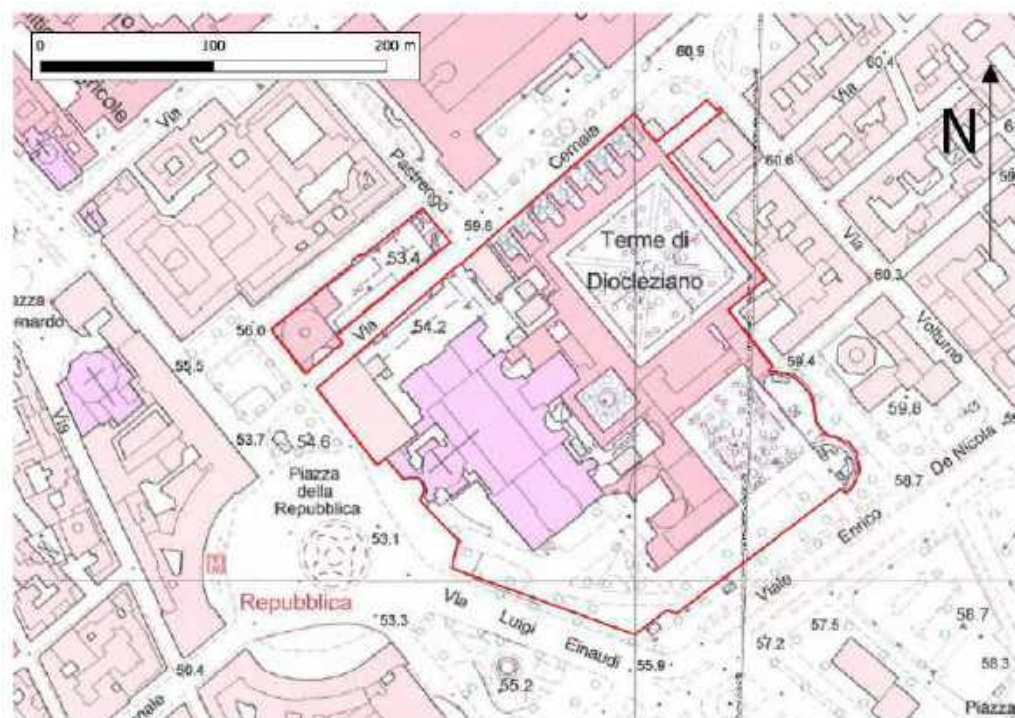 0 100 200 m
60.9
60.4
Via
Via
N
Cernaia
Pastrengo
60.6
59.6
Terme di
Diocleziano
53.4
Via
60.3
56.0
Via
54.2
Volturno
55.5
59.4
59.8
53.7
54.6
Piazza
della
Repubblica
De Nicola
58.7
Via
53.1
Enrico
M
Viale
Repubblica
Via
Luigi
Einaudi
53.3
57.5
58.7
57.2
55.9
58.3
50.4
55.2
Piazza